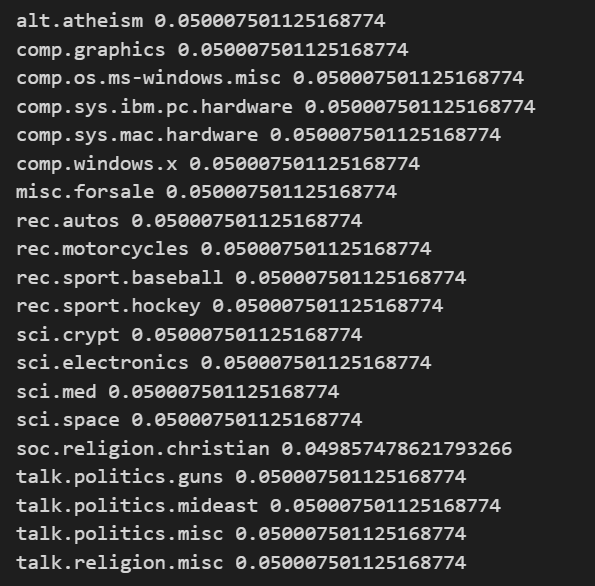 alt.atheism 0.050007501125168774
comp.graphics 0.050007501125168774
comp.os.ms-windows.misc 0.050007501125168774
comp.sys.ibm.pc.hardware 0.050007501125168774
comp.sys.mac.hardware 0.050007501125168774
comp.windows.x 0.050007501125168774
misc.forsale 0.050007501125168774
rec.autos 0.050007501125168774
rec.motorcycles 0.050007501125168774
rec.sport.baseball 0.050007501125168774
rec.sport.hockey 0.050007501125168774
sci.crypt 0.050007501125168774
sci.electronics 0.050007501125168774
sci.med 0.050007501125168774
sci.space 0.050007501125168774
soc.religion.christian 0.049857478621793266
talk.politics.guns 0.050007501125168774
talk.politics.mideast 0.050007501125168774
talk.politics.misc 0.050007501125168774
talk.religion.misc 0.050007501125168774